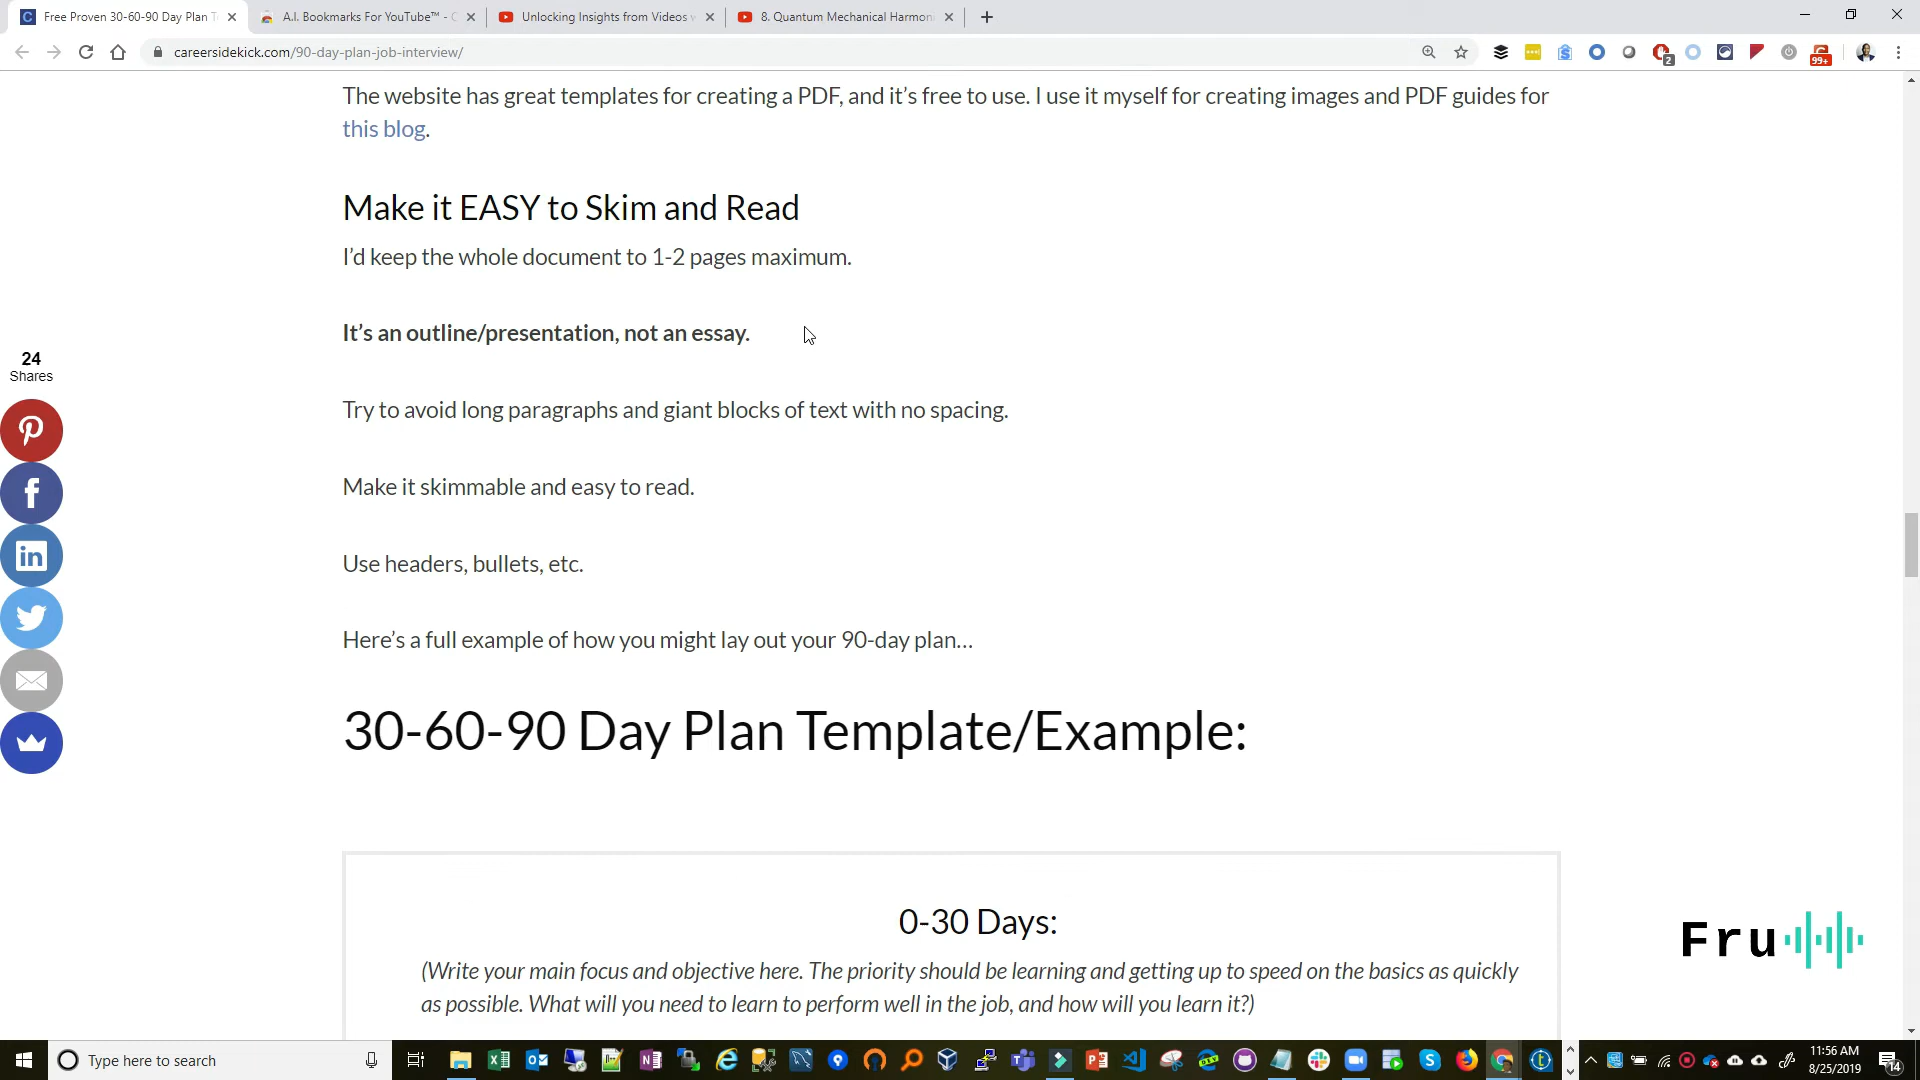 Free Proven 30-60-90 Day Plan T
A.I. Bookmarks For YouTube™ - C
Unlocking Insights from Videos
8. Quantum Mechanical Harmon
careersidekick.com/90-day-plan-job-interview/
2
99+
The website has great templates for creating a PDF, and it's free to use. I use it myself for creating images and PDF guides for
this blog.
Make it EASY to Skim and Read
I'd keep the whole document to 1-2 pages maximum.
It's an outline/presentation, not an essay.
24
Shares
Try to avoid long paragraphs and giant blocks of text with no spacing.
Make it skimmable and easy to read.
Use headers, bullets, etc.
Here's a full example of how you might lay out your 90-day plan…
30-60-90 Day Plan Template/Example:
0-30 Days:
(Write your main focus and objective here. The priority should be learning and getting up to speed on the basics as quickly
as possible. What will you need to learn to perform well in the job, and how will you learn it?)
Fru
Type here to search
11:56 AM
8/25/2019
14